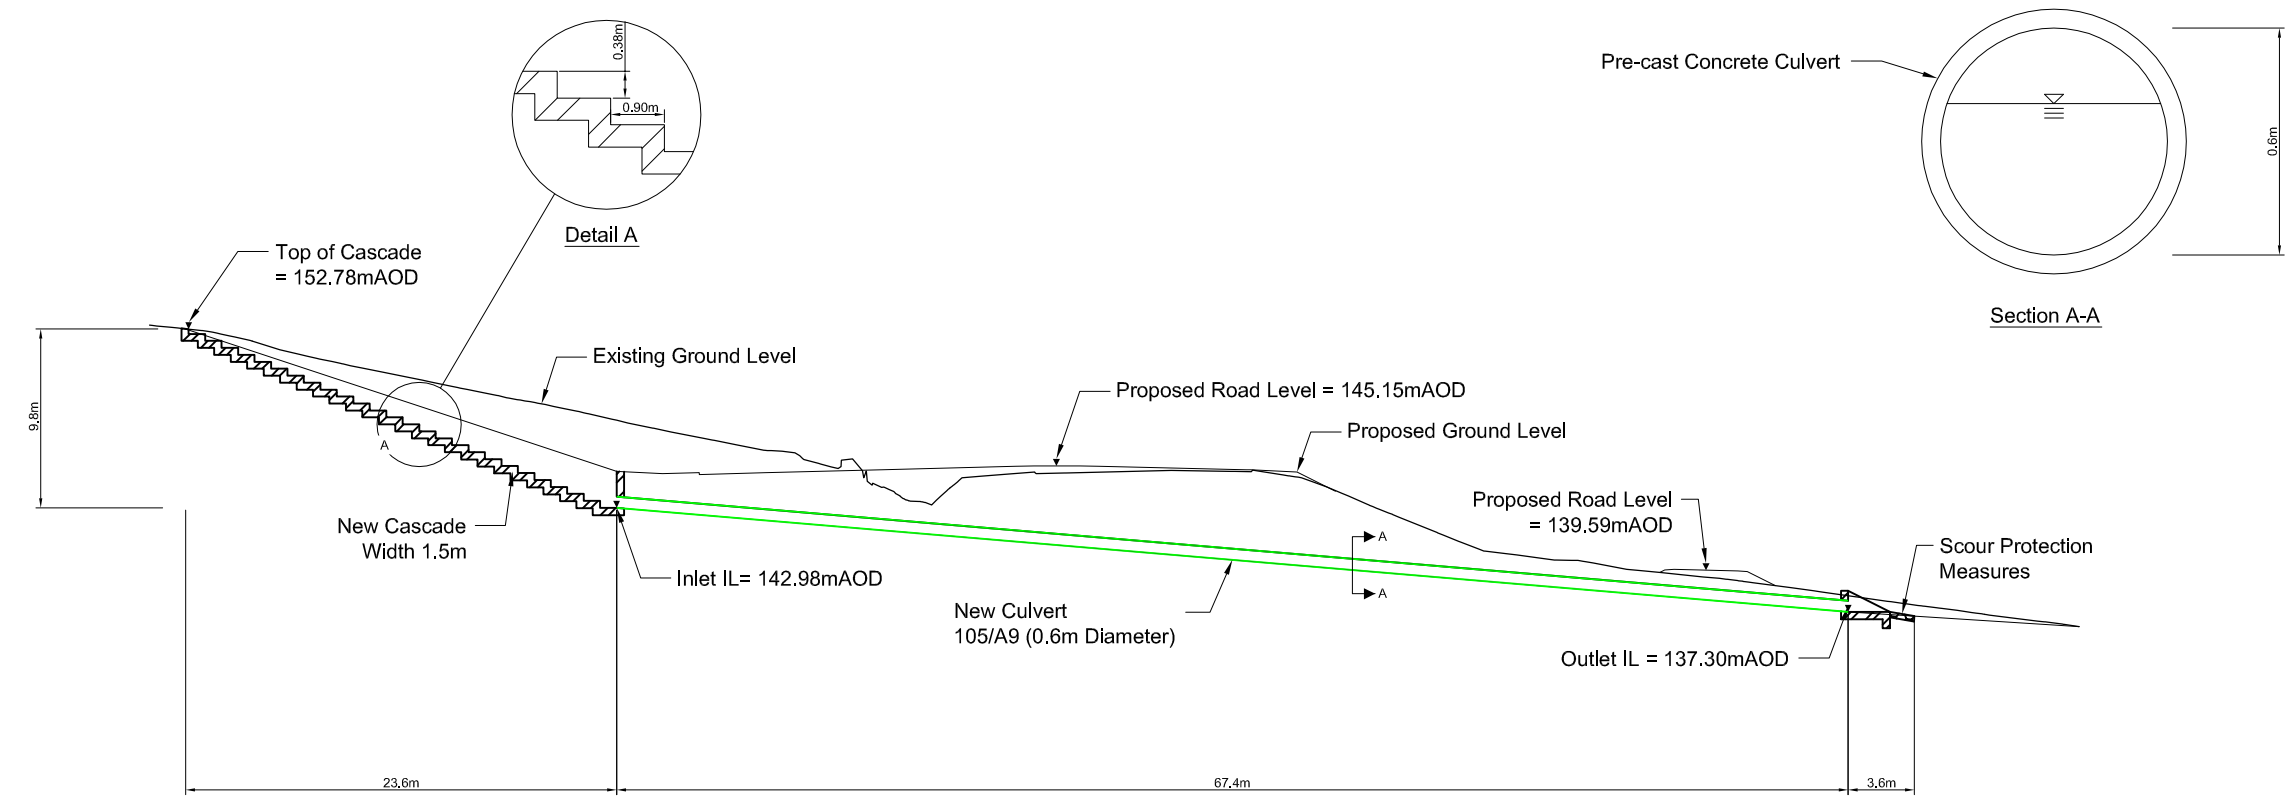 0.38m
0.90m
Detail A
Pre-cast Concrete Culvert
0.6m
Section A-A
Top of Cascade
= 152.78mAOD
Existing Ground Level
9.8m
A
New Cascade
Width 1.5m
Inlet IL= 142.98mAOD
Proposed Road Level = 145.15mAOD
Proposed Ground Level
Proposed Road Level
= 139.59mAOD
A
A
Scour Protection
Measures
New Culvert
105/A9 (0.6m Diameter)
Outlet IL = 137.30mAOD
23.6m
67.4m
3.6m